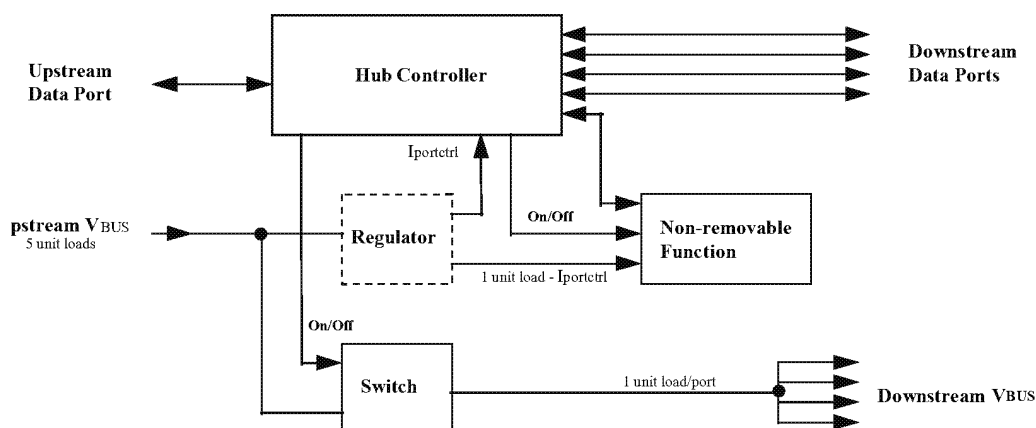 Upstream
Data Port
Hub Controller
Downstream
Data Ports
Iportctrl
pstream VBUS
5 unit loads
Regulator
On/Off
Non-removable
Function
1 unit load - Iportctrl
On/Off
Switch
1 unit load/port
Downstream VBUS